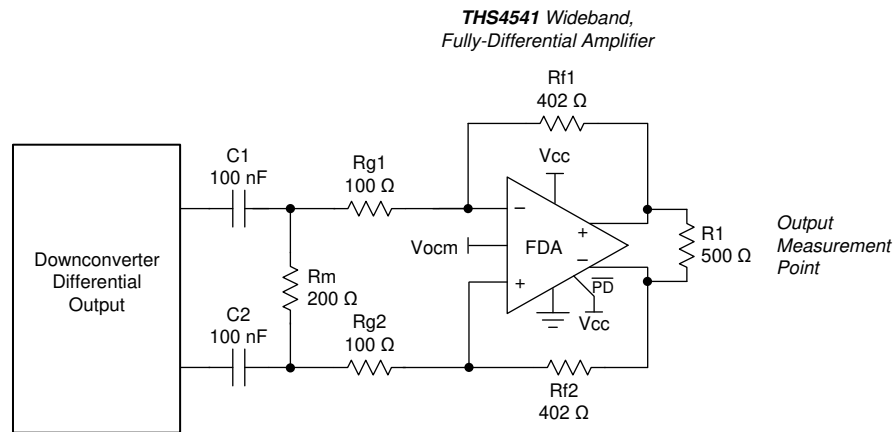 THS4541 Wideband,
Fully-Differential Amplifier
Rf1
402 Ω
C1
100 nF
Rg1
100 Ω
Vcc
−
+
R1
500 Ω
Output
Measurement
Point
Downconverter
Differential
Output
Rm
200 Ω
Vocm
FDA
−
+
PD
Vcc
C2
100 nF
Rg2
100 Ω
Rf2
402 Ω